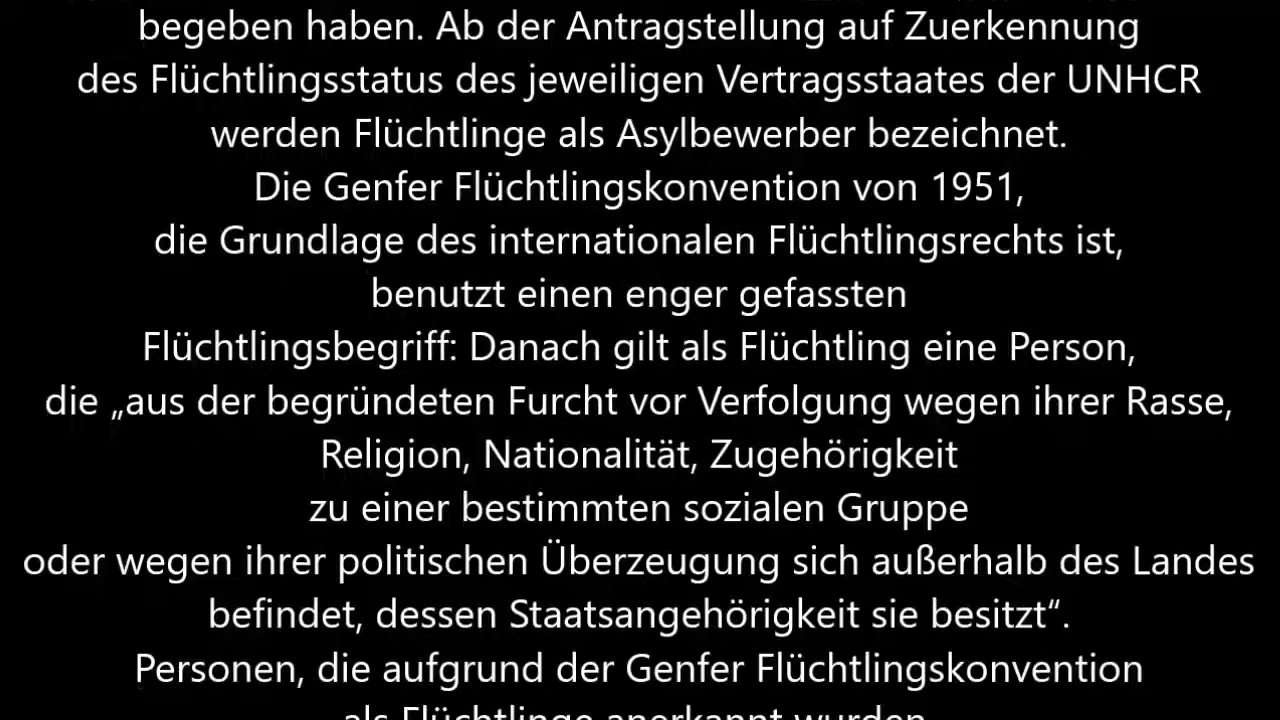 begeben haben. Ab der Antragstellung auf Zuerkennung
des Flüchtlingsstatus des jeweiligen Vertragsstaates der UNHCR
werden Flüchtlinge als Asylbewerber bezeichnet.
Die Genfer Flüchtlingskonvention von 1951,
die Grundlage des internationalen Flüchtlingsrechts ist,
benutzt einen enger gefassten
Flüchtlingsbegriff: Danach gilt als Flüchtling eine Person,
die „aus der begründeten Furcht vor Verfolgung wegen ihrer Rasse,
Religion, Nationalität, Zugehörigkeit
zu einer bestimmten sozialen Gruppe
oder wegen ihrer politischen Überzeugung sich außerhalb des Landes
befindet, dessen Staatsangehörigkeit sie besitzt“.
Personen, die aufgrund der Genfer Flüchtlingskonvention
als Flüchtlinge anerkannt wurden